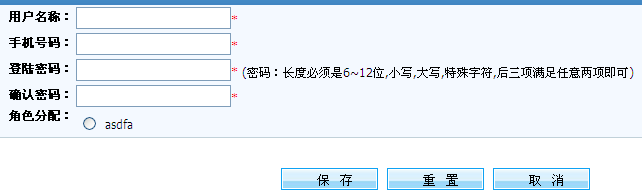 用户名称： *
手机号码： *
登陆密码： * (密码：长度必须是6~12位,小写,大写,特殊字符,后三项满足任意两项即可)
确认密码： *
角色分配： asdfa
保 存 重 置 取 消